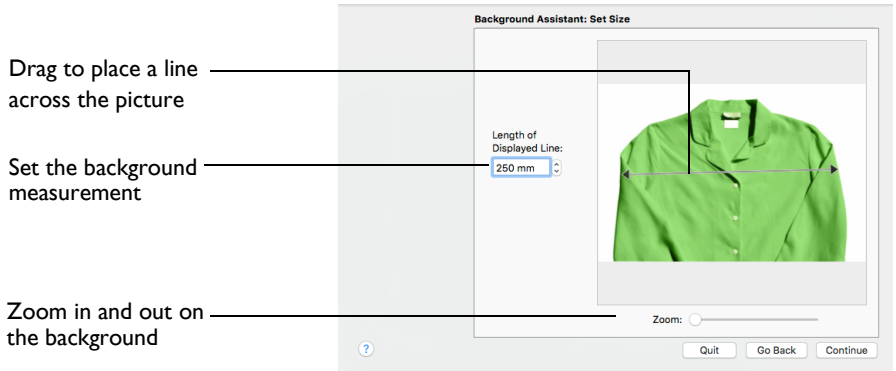 Background Assistant: Set Size
Drag to place a line
across the picture
Length of
Displayed Line:
250 mm
Set the background
measurement
Zoom in and out on
the background
Zoom:
?
Quit
Go Back
Continue